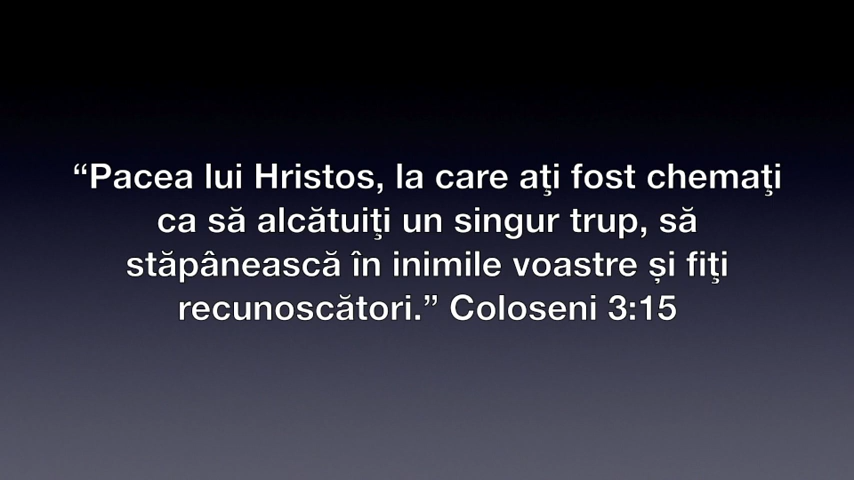 “Pacea lui Hristos, la care aţi fost chemaţi
ca să alcătuiţi un singur trup, să
stăpânească în inimile voastre și fiţi
recunoscători.” Coloseni 3:15